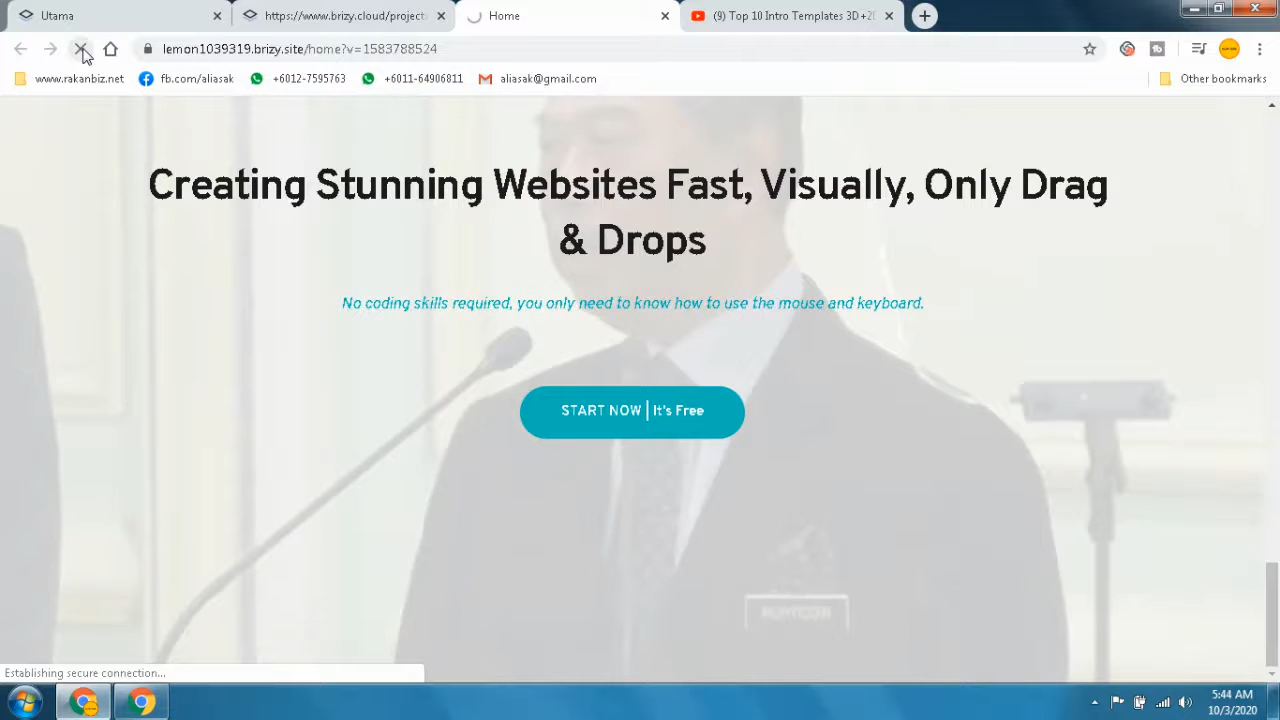 Utama
https://www.brizy.cloud/project
Home
(9) Top 10 Intro Templates 3D +2
lemon1039319.brizy.site/home?v=1583788524
www.rakanbiz.net
fb.com/aliasak
+6012-7595763
+6011-64906811
aliasak@gmail.com
Other bookmarks
Creating Stunning Websites Fast, Visually, Only Drag
& Drops
No coding skills required, you only need to know how to use the mouse and keyboard.
START NOW | It's Free
Establishing secure connection...
5:44 AM
10/3/2020